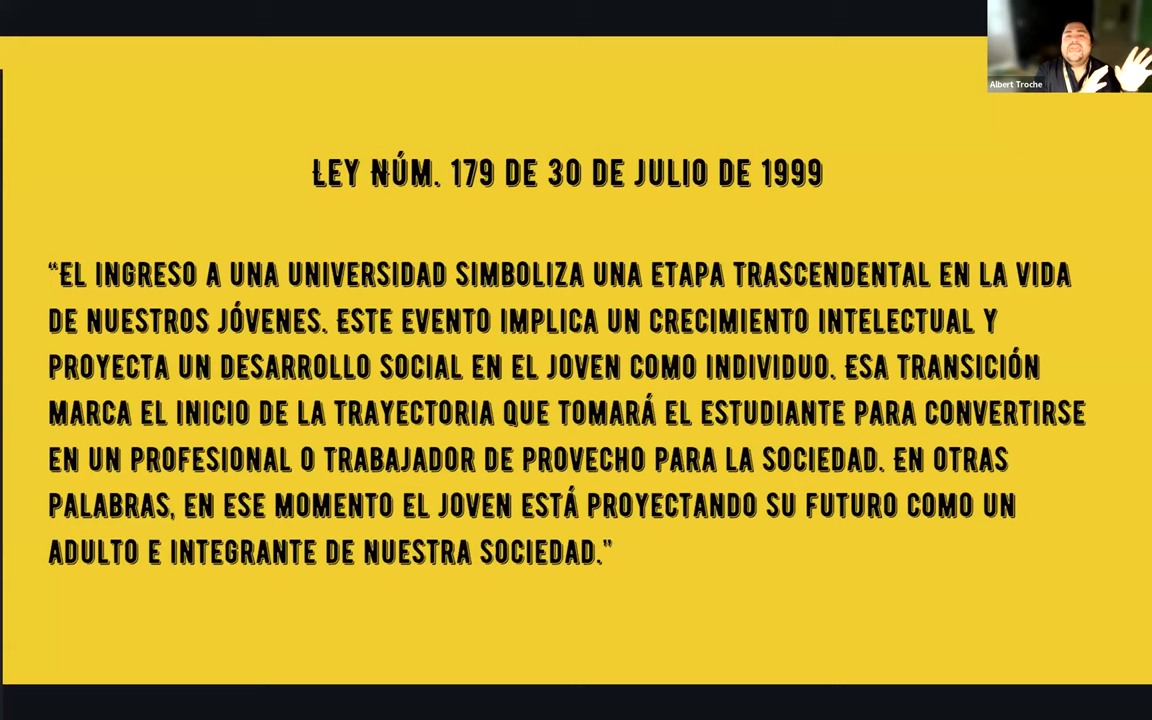 Albert Troche
LEY NÚM. 179 DE 30 DE JULIO DE 1999
“EL INGRESO A UNA UNIVERSIDAD SIMBOLIZA UNA ETAPA TRASCENDENTAL EN LA VIDA
DE NUESTROS JÓVENES. ESTE EVENTO IMPLICA UN CRECIMIENTO INTELECTUAL Y
PROYECTA UN DESARROLLO SOCIAL EN EL JOVEN COMO INDIVIDUO. ESA TRANSICIÓN
MARCA EL INICIO DE LA TRAYECTORIA QUE TOMARÁ EL ESTUDIANTE PARA CONVERTIRSE
EN UN PROFESIONAL O TRABAJADOR DE PROVECHO PARA LA SOCIEDAD. EN OTRAS
PALABRAS, EN ESE MOMENTO EL JOVEN ESTÁ PROYECTANDO SU FUTURO COMO UN
ADULTO E INTEGRANTE DE NUESTRA SOCIEDAD.”